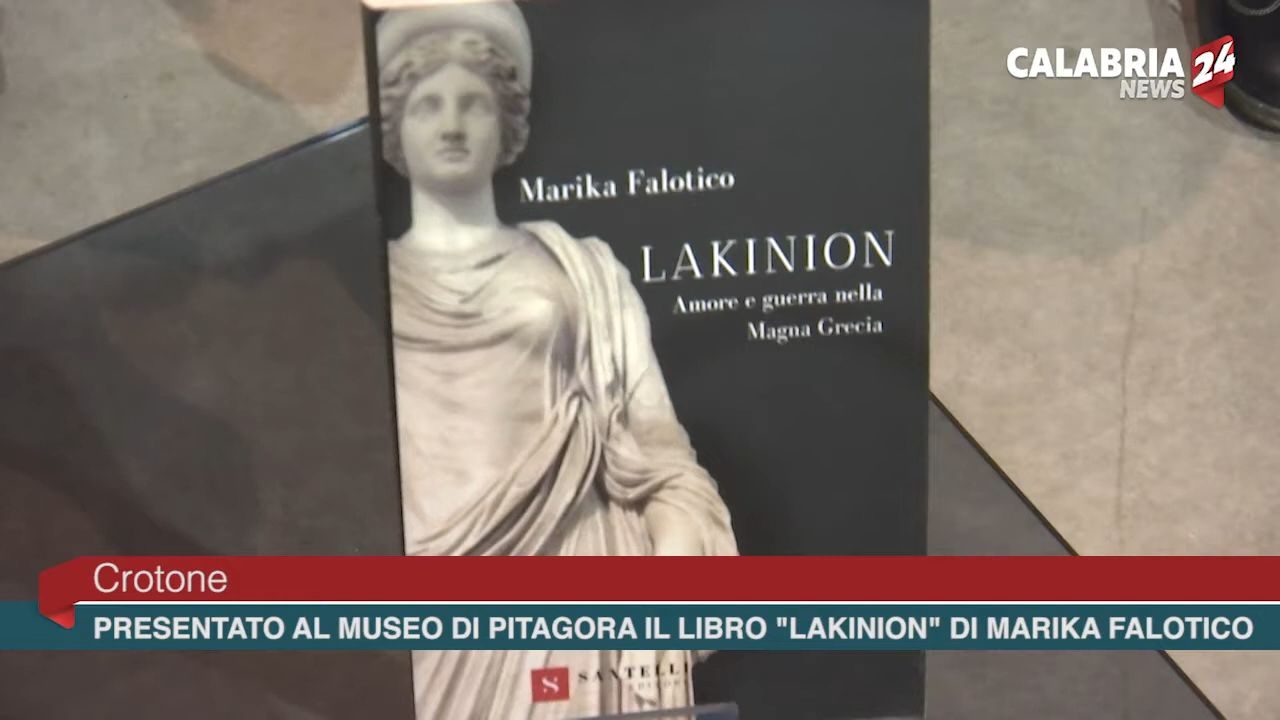 CALABRIA 24
NEWS
Marika Falotico
LAKINION
Amore e guerra nella
Magna Grecia
Crotone
PRESENTATO AL MUSEO DI PITAGORA IL LIBRO "LAKINION" DI MARIKA FALOTICO
S SANTELLI